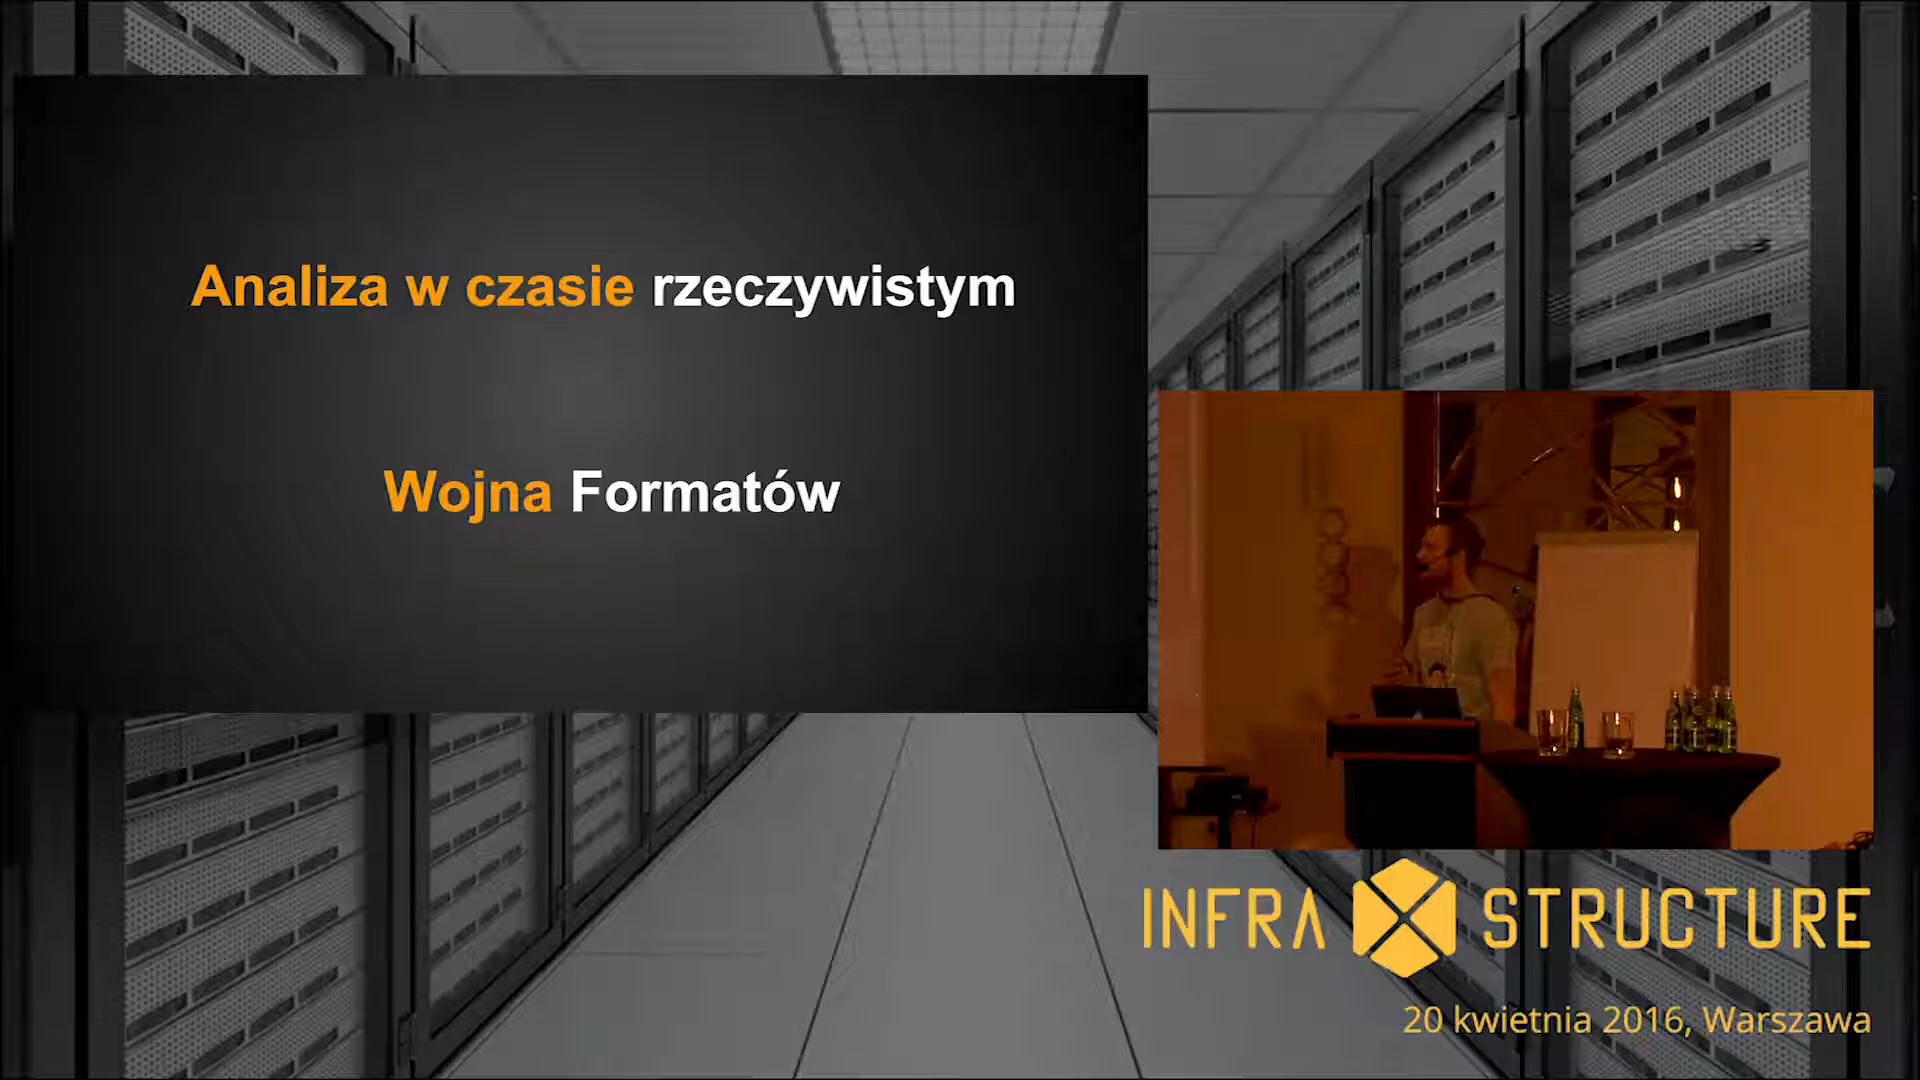 Analiza w czasie rzeczywistym
Wojna Formatów
INFRA STRUCTURE
20 kwietnia 2016, Warszawa